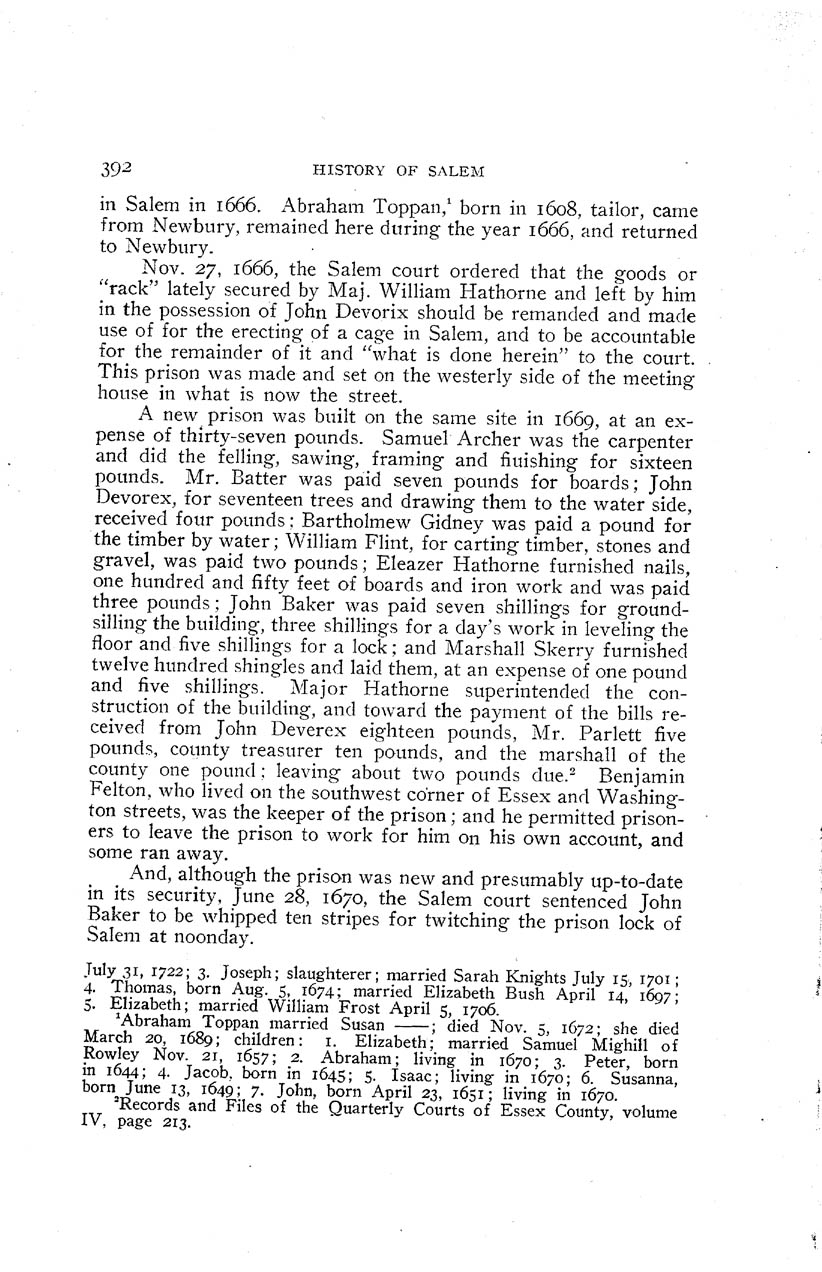 392 HISTORY OF SALEM
in Salem in 1666. Abraham Toppan,¹ born in 1608, tailor, came
from Newbury, remained here during the year 1666, and returned
to Newbury.
Nov. 27, 1666, the Salem court ordered that the goods or
"rack" lately secured by Maj. William Hathorne and left by him
in the possession of John Devorix should be remanded and made
use of for the erecting of a cage in Salem, and to be accountable
for the remainder of it and "what is done herein" to the court.
This prison was made and set on the westerly side of the meeting
house in what is now the street.
A new prison was built on the same site in 1669, at an ex-
pense of thirty-seven pounds. Samuel Archer was the carpenter
and did the felling, sawing, framing and finishing for sixteen
pounds. Mr. Batter was paid seven pounds for boards; John
Devorex, for seventeen trees and drawing them to the water side,
received four pounds; Bartholmew Gidney was paid a pound for
the timber by water; William Flint, for carting timber, stones and
gravel, was paid two pounds; Eleazer Hathorne furnished nails,
one hundred and fifty feet of boards and iron work and was paid
three pounds; John Baker was paid seven shillings for ground-
silling the building, three shillings for a day's work in leveling the
floor and five shillings for a lock; and Marshall Skerry furnished
twelve hundred shingles and laid them, at an expense of one pound
and five shillings. Major Hathorne superintended the con-
struction of the building, and toward the payment of the bills re-
ceived from John Deverex eighteen pounds, Mr. Parlett five
pounds, county treasurer ten pounds, and the marshall of the
county one pound; leaving about two pounds due.² Benjamin
Felton, who lived on the southwest corner of Essex and Washing-
ton streets, was the keeper of the prison; and he permitted prison-
ers to leave the prison to work for him on his own account, and
some ran away.
And, although the prison was new and presumably up-to-date
in its security, June 28, 1670, the Salem court sentenced John
Baker to be whipped ten stripes for twitching the prison lock of
Salem at noonday.
July 31, 1722; 3. Joseph; slaughterer; married Sarah Knights July 15, 1701;
4. Thomas, born Aug. 5, 1674; married Elizabeth Bush April 14, 1697;
5. Elizabeth; married William Frost April 5, 1706.
¹Abraham Toppan married Susan ——; died Nov. 5, 1672; she died
March 20, 1689; children: 1. Elizabeth; married Samuel Mighill of
Rowley Nov. 21, 1657; 2. Abraham; living in 1670; 3. Peter, born
in 1644; 4. Jacob, born in 1645; 5. Isaac; living in 1670; 6. Susanna,
born June 13, 1649; 7. John, born April 23, 1651; living in 1670.
²Records and Files of the Quarterly Courts of Essex County, volume
IV, page 213.